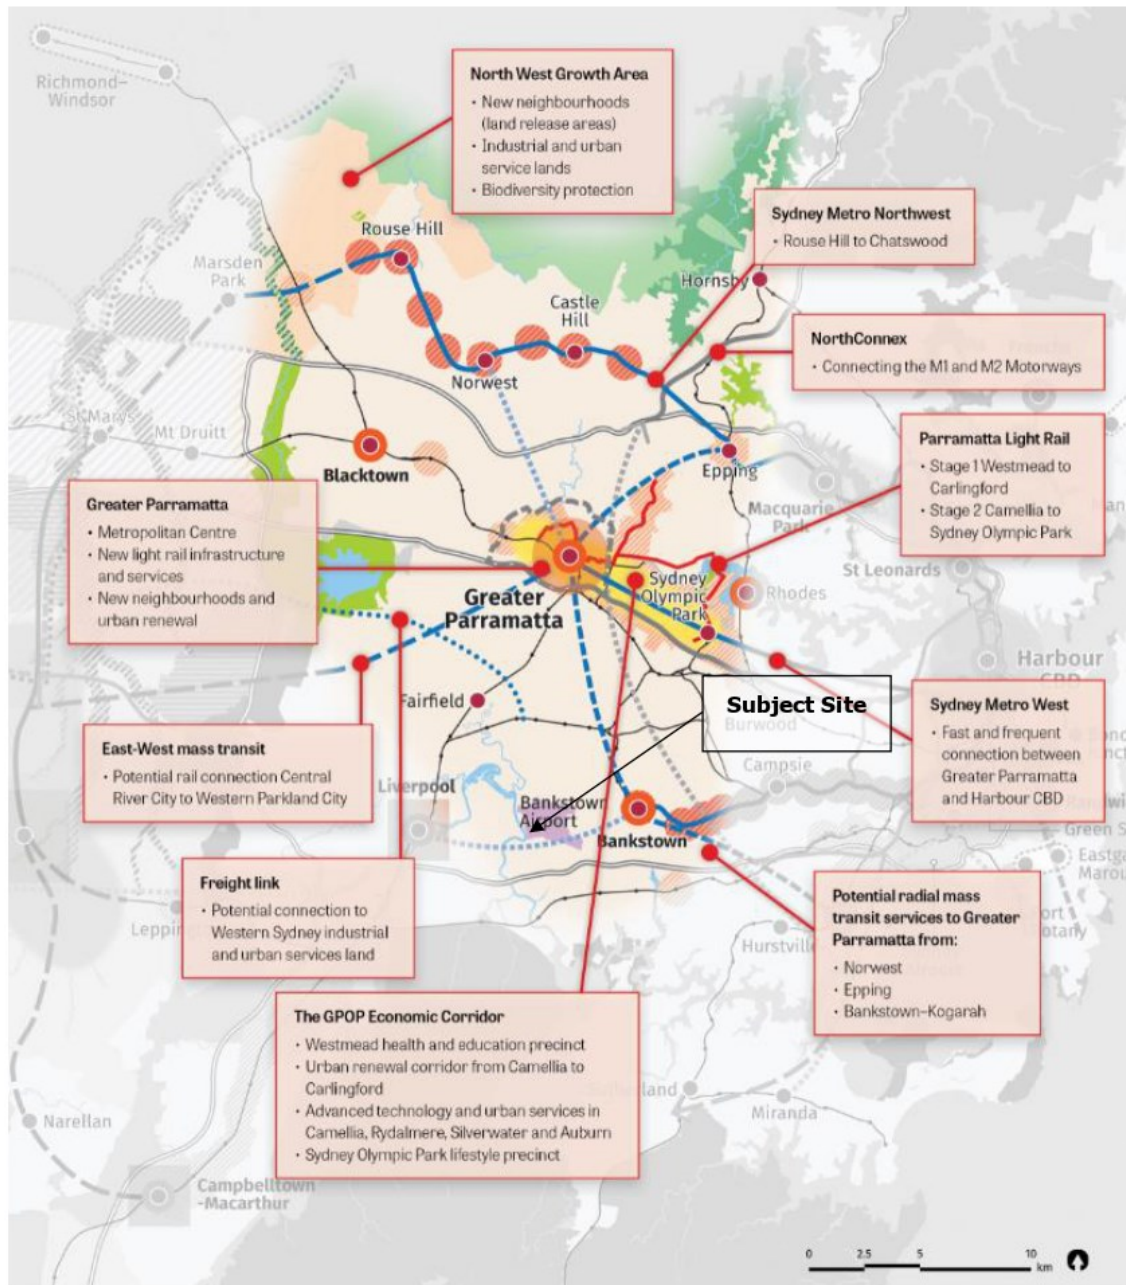 Richmond–
Windsor
North West Growth Area
· New neighbourhoods
(land release areas)
· Industrial and urban
service lands
· Biodiversity protection
Sydney Metro Northwest
· Rouse Hill to Chatswood
Rouse Hill
Marsden
Park
Hornsby
Castle
Hill
NorthConnex
· Connecting the M1 and M2 Motorways
Norwest
St Marys
Mt Druitt
Blacktown
Epping
Parramatta Light Rail
· Stage 1 Westmead to
Carlingford
· Stage 2 Camellia to
Sydney Olympic Park
Macquarie
Park
Greater Parramatta
· Metropolitan Centre
· New light rail infrastructure
and services
· New neighbourhoods and
urban renewal
St Leonards
Sydney
Olympic
Park
Rhodes
Greater
Parramatta
Harbour
CBD
Fairfield
Subject Site
Burwood
Sydney Metro West
· Fast and frequent
connection between
Greater Parramatta
and Harbour CBD
East-West mass transit
· Potential rail connection Central
River City to Western Parkland City
Campsie
Liverpool
Bankstown
Airport
Bankstown
Green S
Eastga
Marou
Freight link
· Potential connection to
Western Sydney industrial
and urban services land
Lepping
Potential radial mass
transit services to Greater
Parramatta from:
· Norwest
· Epping
· Bankstown–Kogarah
Hurstvill
ort
otany
The GPOP Economic Corridor
· Westmead health and education precinct
· Urban renewal corridor from Camellia to
Carlingford
· Advanced technology and urban services in
Camellia, Rydalmere, Silverwater and Auburn
· Sydney Olympic Park lifestyle precinct
land
Miranda
Narellan
Campbelltown
-Macarthur
0 2.5 5 10
km